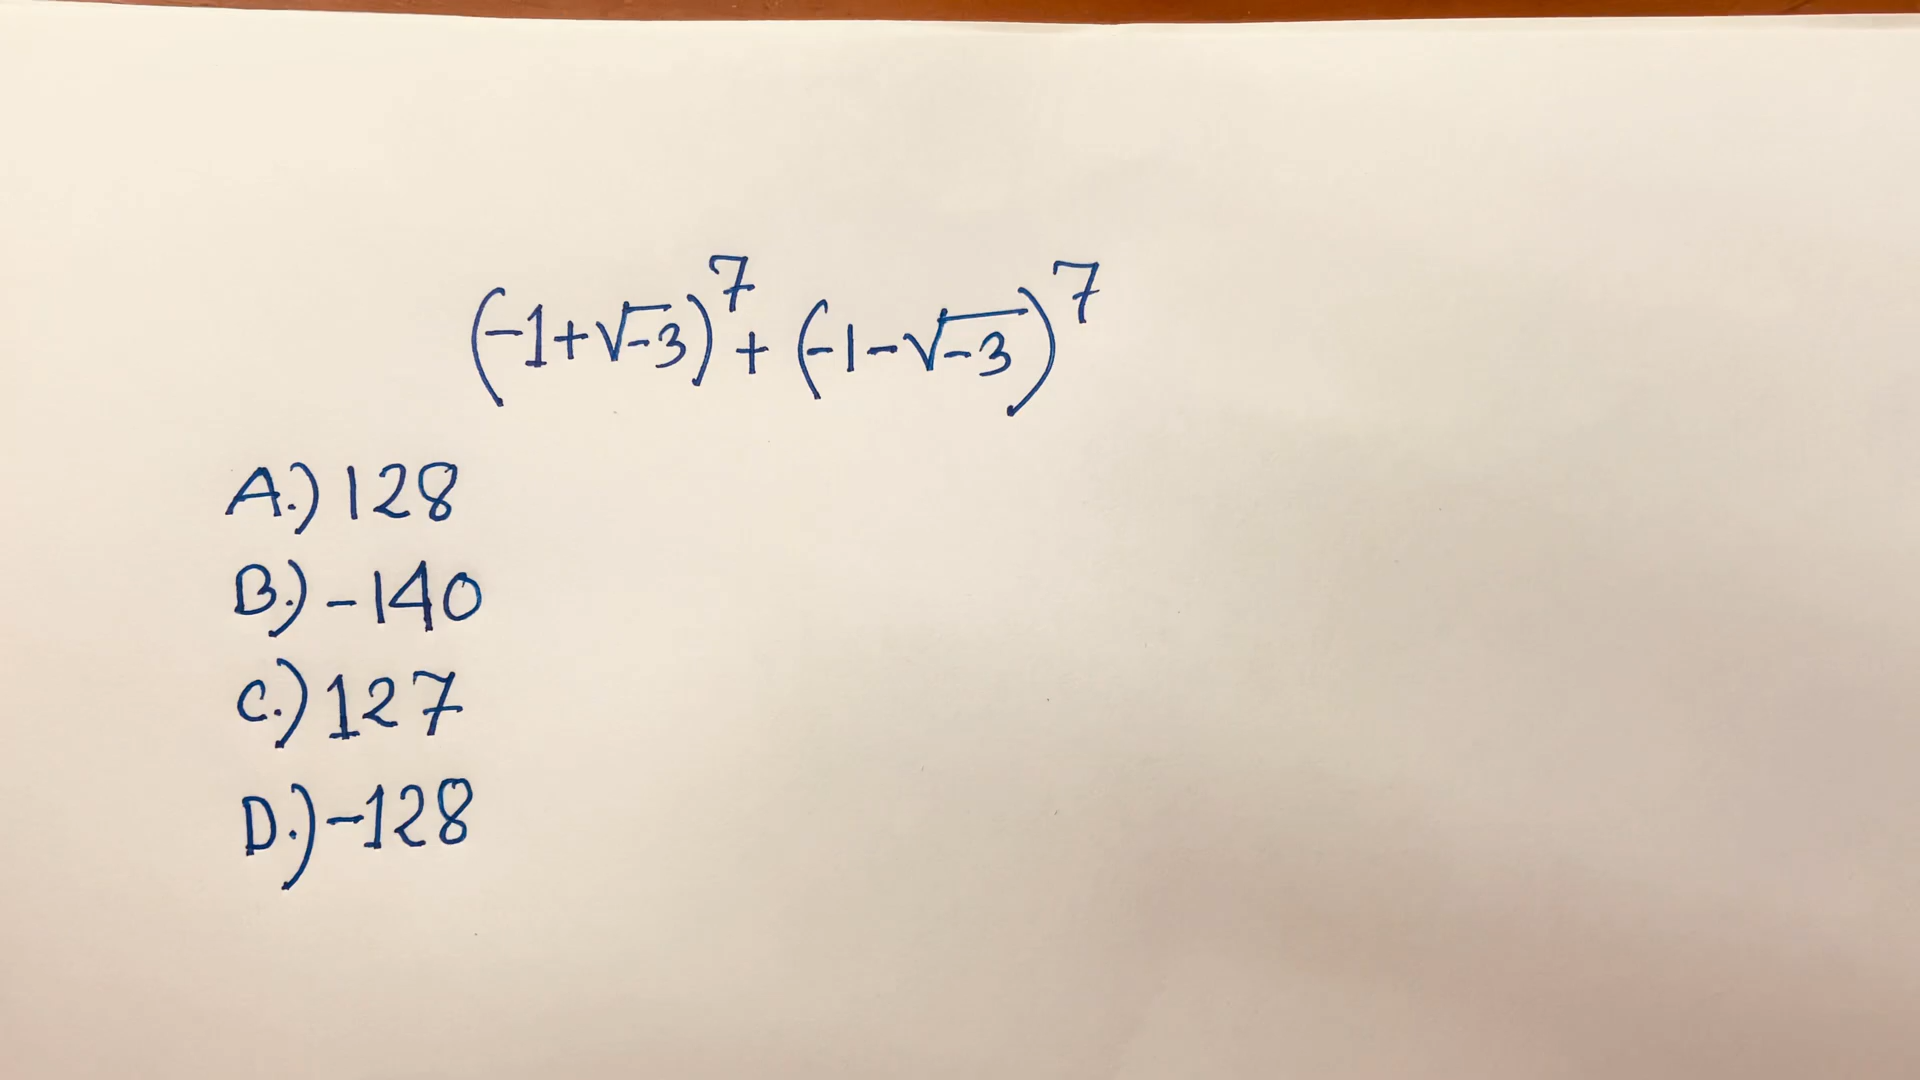 (-1+√-3)⁷+(-1-√-3)⁷
A.) 128
B.) -140
C.) 127
D.) -128